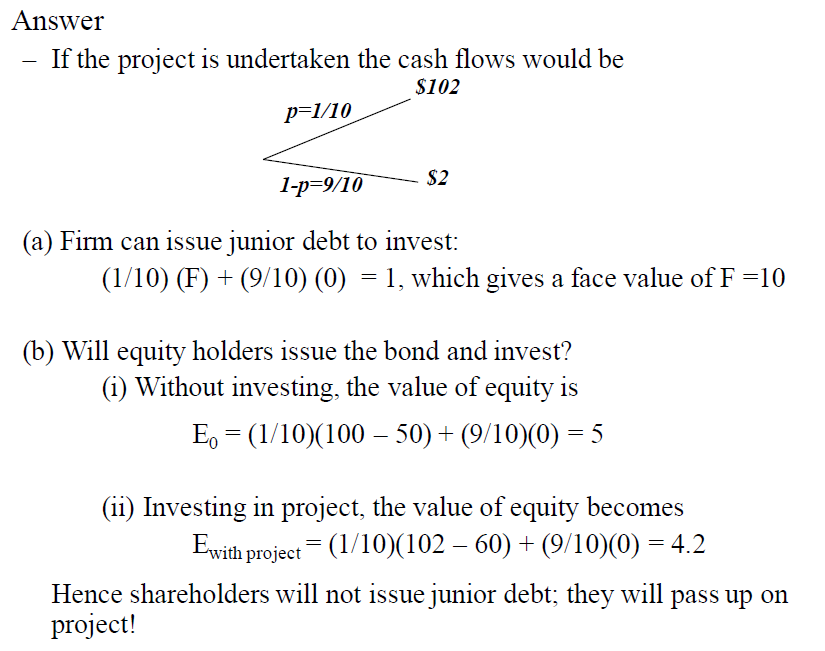 Answer
– If the project is undertaken the cash flows would be
$102
p=1/10
1-p=9/10
$2
(a) Firm can issue junior debt to invest:
(1/10) (F) + (9/10) (0) = 1, which gives a face value of F =10
(b) Will equity holders issue the bond and invest?
(i) Without investing, the value of equity is
E₀ = (1/10)(100 – 50) + (9/10)(0) = 5
(ii) Investing in project, the value of equity becomes
Ewith project = (1/10)(102 – 60) + (9/10)(0) = 4.2
Hence shareholders will not issue junior debt; they will pass up on
project!